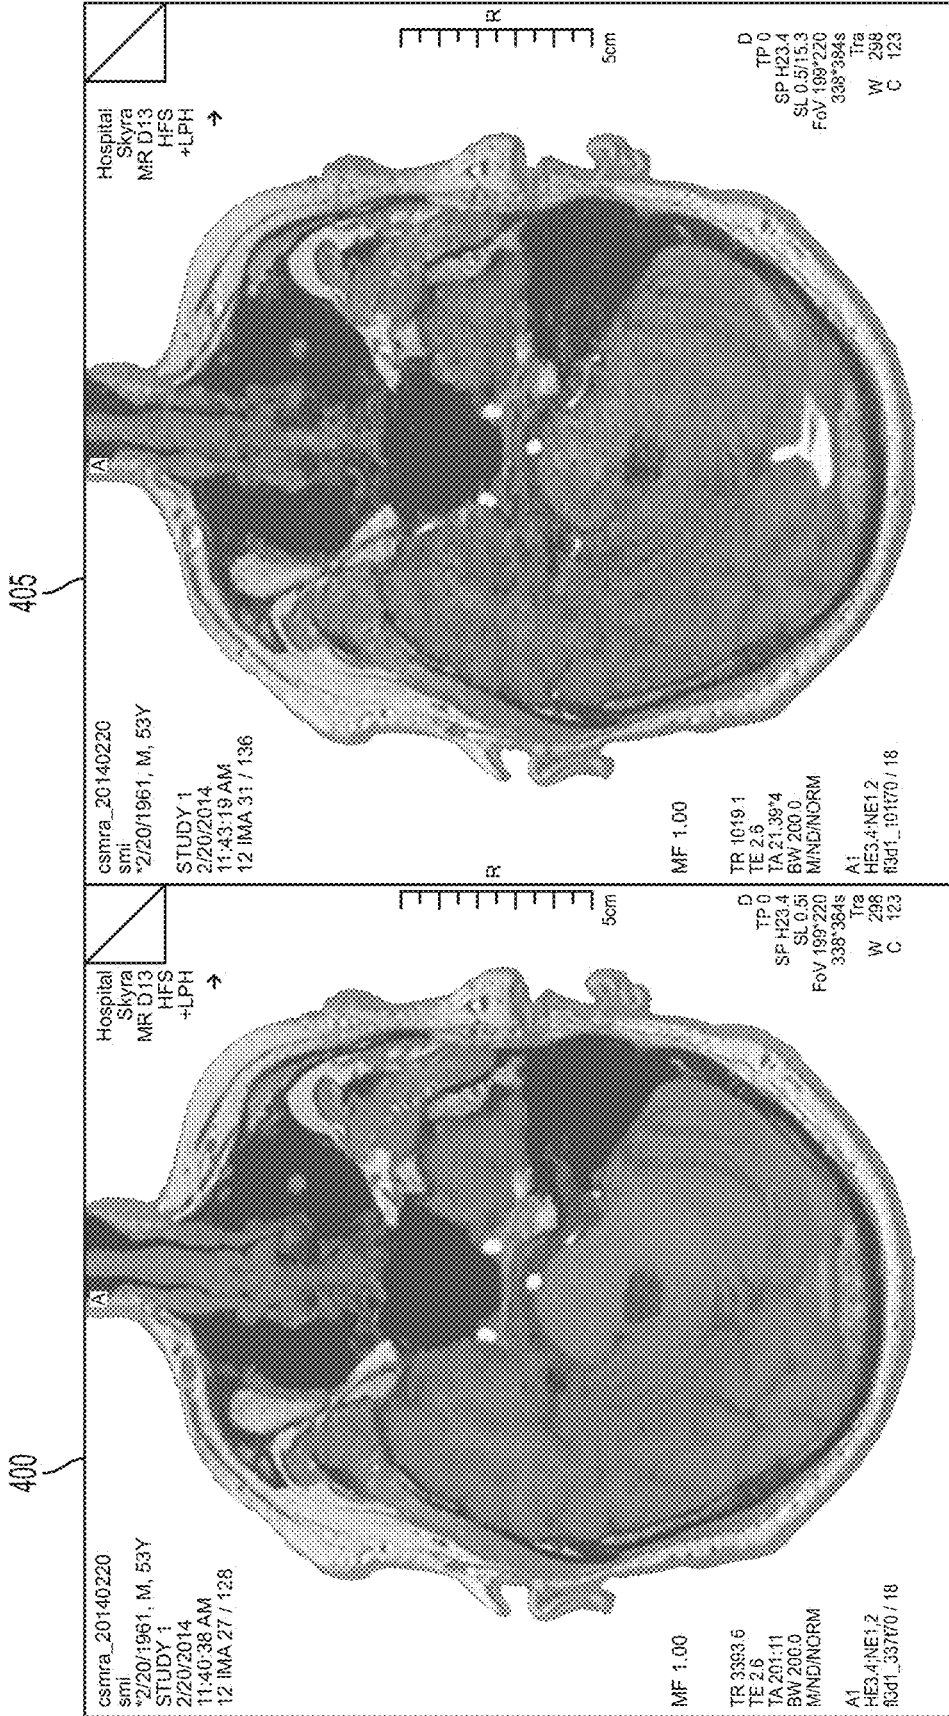 400
csmra_20140220
smi
*2/20/1961, M, 53Y
STUDY 1
2/20/2014
11:40:38 AM
12 IMA 27 / 128
Hospital
Skyra
MR D13
HFS
+LPH
A
R
5cm
MF 1.00
TR 3393.6
TE 2.6
TA 201:11
BW 200.0
M/ND/NORM
A1
HE3,4;NE1,2
D
TP 0
SP H23.4
SL 0.5
FoV 199*220
338*384s
Tra
W 298
C 123
405
csmra_20140220
smi
*2/20/1961, M, 53Y
STUDY 1
2/20/2014
11:43:19 AM
12 IMA 31 / 136
Hospital
Skyra
MR D13
HFS
+LPH
A
R
5cm
MF 1.00
TR 1019.1
TE 2.6
TA 21.39*4
BW 200.0
M/ND/NORM
A1
HE3,4;NE1,2
D
TP 0
SP H23.4
SL 0.5/15.3
FoV 199*220
338*384s
Tra
W 298
C 123